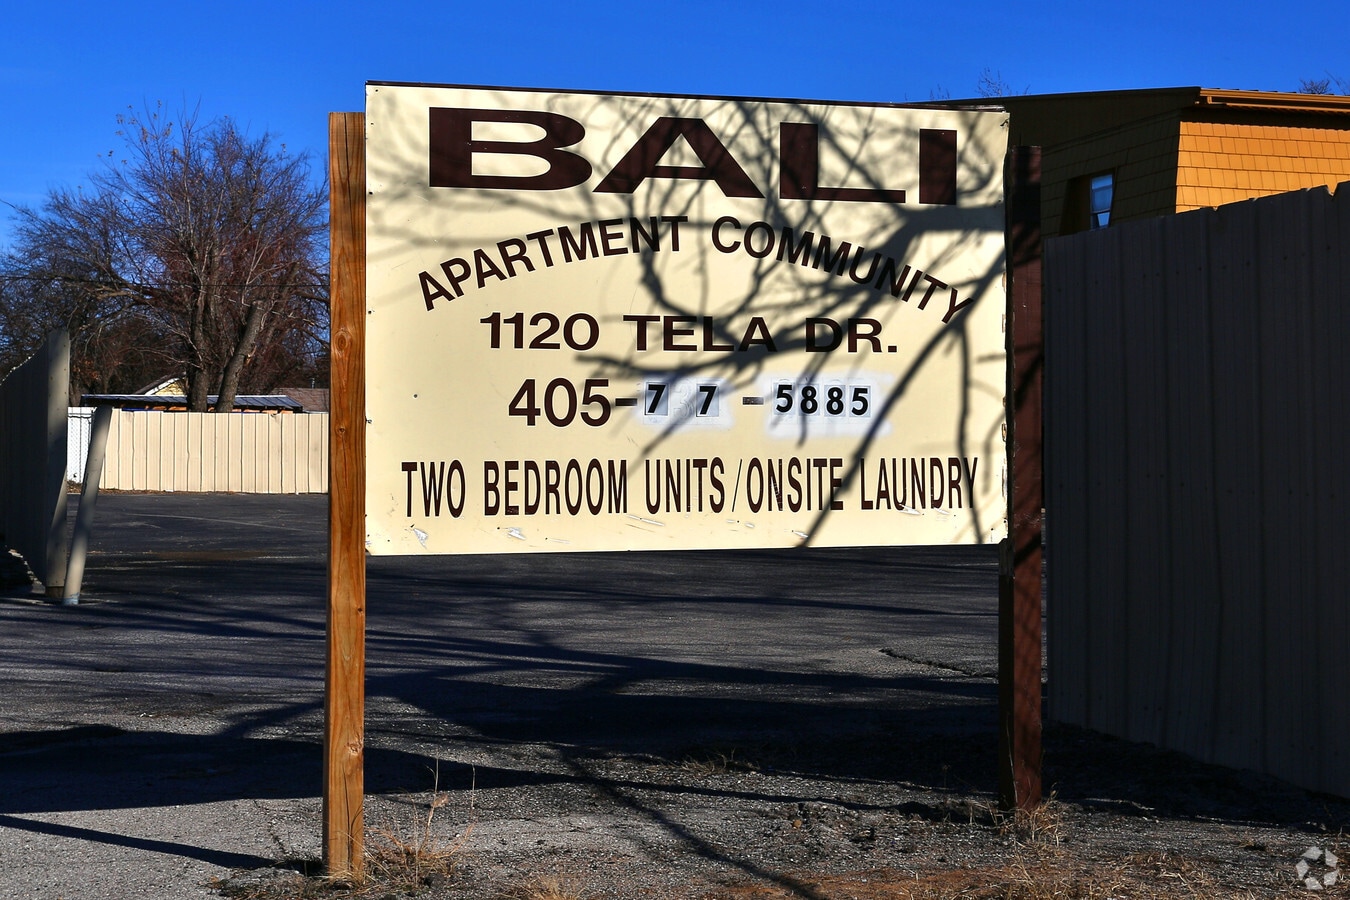 BALI
APARTMENT COMMUNITY
1120 TELA DR.
405-7 7-5885
TWO BEDROOM UNITS/ONSITE LAUNDRY